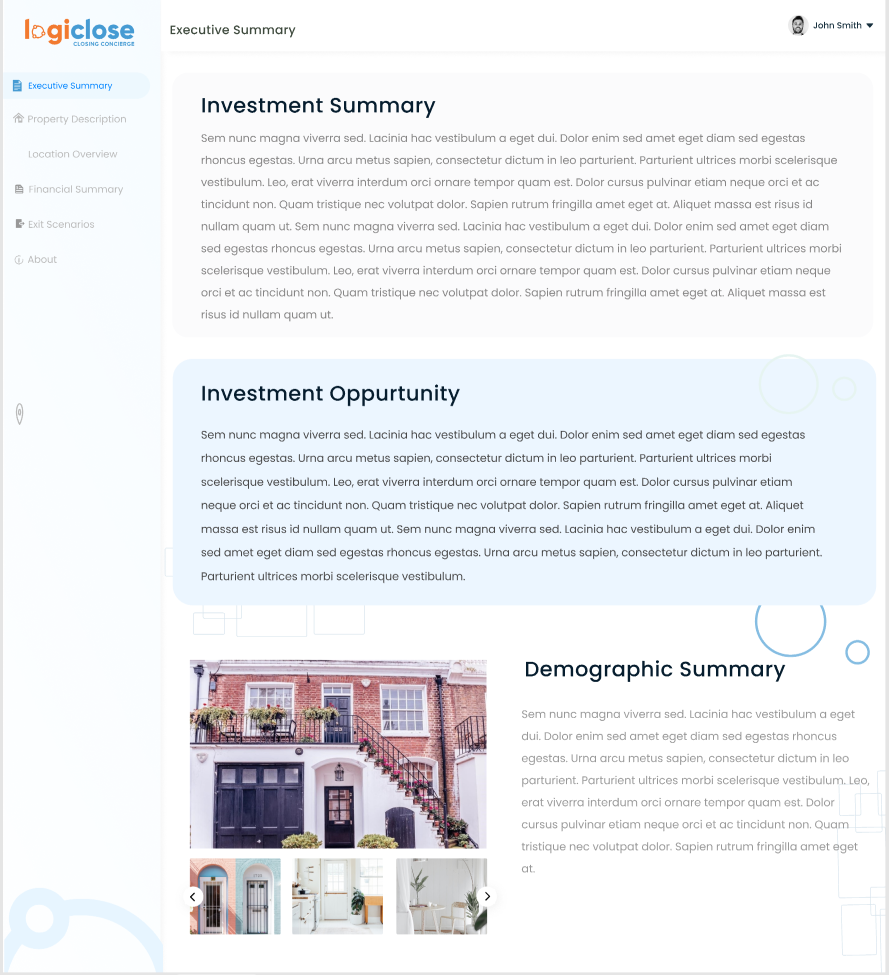 logiclose
CLOSING CONCIERGE
Executive Summary
John Smith
Executive Summary
Property Description
Location Overview
Financial Summary
Exit Scenarios
About
Investment Summary
Sem nunc magna viverra sed. Lacinia hac vestibulum a eget dui. Dolor enim sed amet eget diam sed egestas
rhoncus egestas. Urna arcu metus sapien, consectetur dictum in leo parturient. Parturient ultrices morbi scelerisque
vestibulum. Leo, erat viverra interdum orci ornare tempor quam est. Dolor cursus pulvinar etiam neque orci et ac
tincidunt non. Quam tristique nec volutpat dolor. Sapien rutrum fringilla amet eget at. Aliquet massa est risus id
nullam quam ut. Sem nunc magna viverra sed. Lacinia hac vestibulum a eget dui. Dolor enim sed amet eget diam
sed egestas rhoncus egestas. Urna arcu metus sapien, consectetur dictum in leo parturient. Parturient ultrices morbi
scelerisque vestibulum. Leo, erat viverra interdum orci ornare tempor quam est. Dolor cursus pulvinar etiam neque
orci et ac tincidunt non. Quam tristique nec volutpat dolor. Sapien rutrum fringilla amet eget at. Aliquet massa est
risus id nullam quam ut.
Investment Oppurtunity
Sem nunc magna viverra sed. Lacinia hac vestibulum a eget dui. Dolor enim sed amet eget diam sed egestas
rhoncus egestas. Urna arcu metus sapien, consectetur dictum in leo parturient. Parturient ultrices morbi
scelerisque vestibulum. Leo, erat viverra interdum orci ornare tempor quam est. Dolor cursus pulvinar etiam
neque orci et ac tincidunt non. Quam tristique nec volutpat dolor. Sapien rutrum fringilla amet eget at. Aliquet
massa est risus id nullam quam ut. Sem nunc magna viverra sed. Lacinia hac vestibulum a eget dui. Dolor enim
sed amet eget diam sed egestas rhoncus egestas. Urna arcu metus sapien, consectetur dictum in leo parturient.
Parturient ultrices morbi scelerisque vestibulum.
Demographic Summary
Sem nunc magna viverra sed. Lacinia hac vestibulum a eget
dui. Dolor enim sed amet eget diam sed egestas rhoncus
egestas. Urna arcu metus sapien, consectetur dictum in leo
parturient. Parturient ultrices morbi scelerisque vestibulum. Leo,
erat viverra interdum orci ornare tempor quam est. Dolor
cursus pulvinar etiam neque orci et ac tincidunt non. Quam
tristique nec volutpat dolor. Sapien rutrum fringilla amet eget
at.